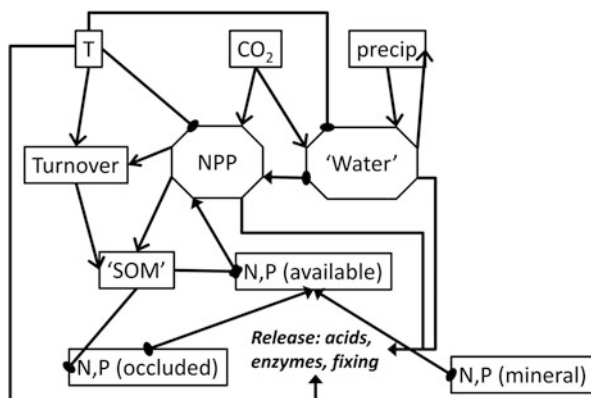 T
CO₂
precip
Turnover
NPP
'Water'
'SOM'
N,P (available)
Release: acids,
enzymes, fixing
N,P (occluded)
N,P (mineral)